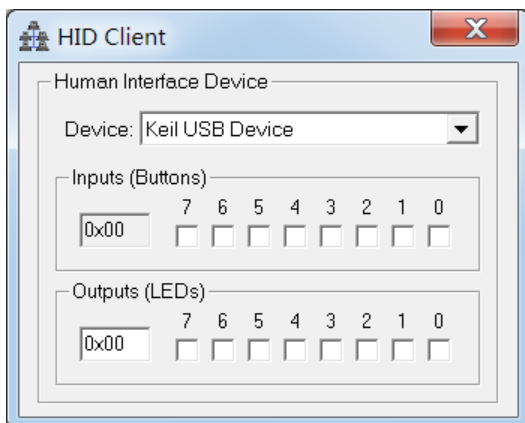 HID Client
X
Human Interface Device
Device: Keil USB Device
Inputs (Buttons)
7 6 5 4 3 2 1 0
0x00
Outputs (LEDs)
7 6 5 4 3 2 1 0
0x00